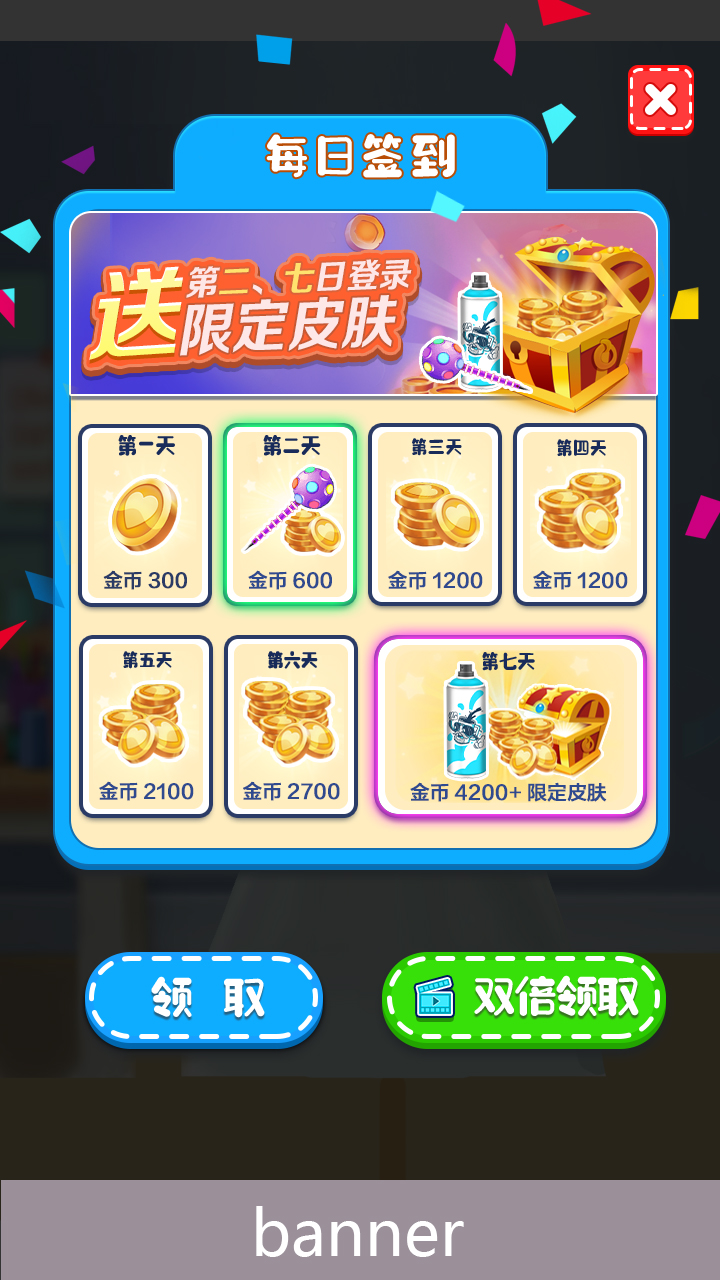 每日签到
送第二、七日登录
限定皮肤
第一天
金币 300
第二天
金币 600
第三天
金币 1200
第四天
金币 1200
第五天
金币 2100
第六天
金币 2700
第七天
金币 4200+ 限定皮肤
领 取
双倍领取
banner